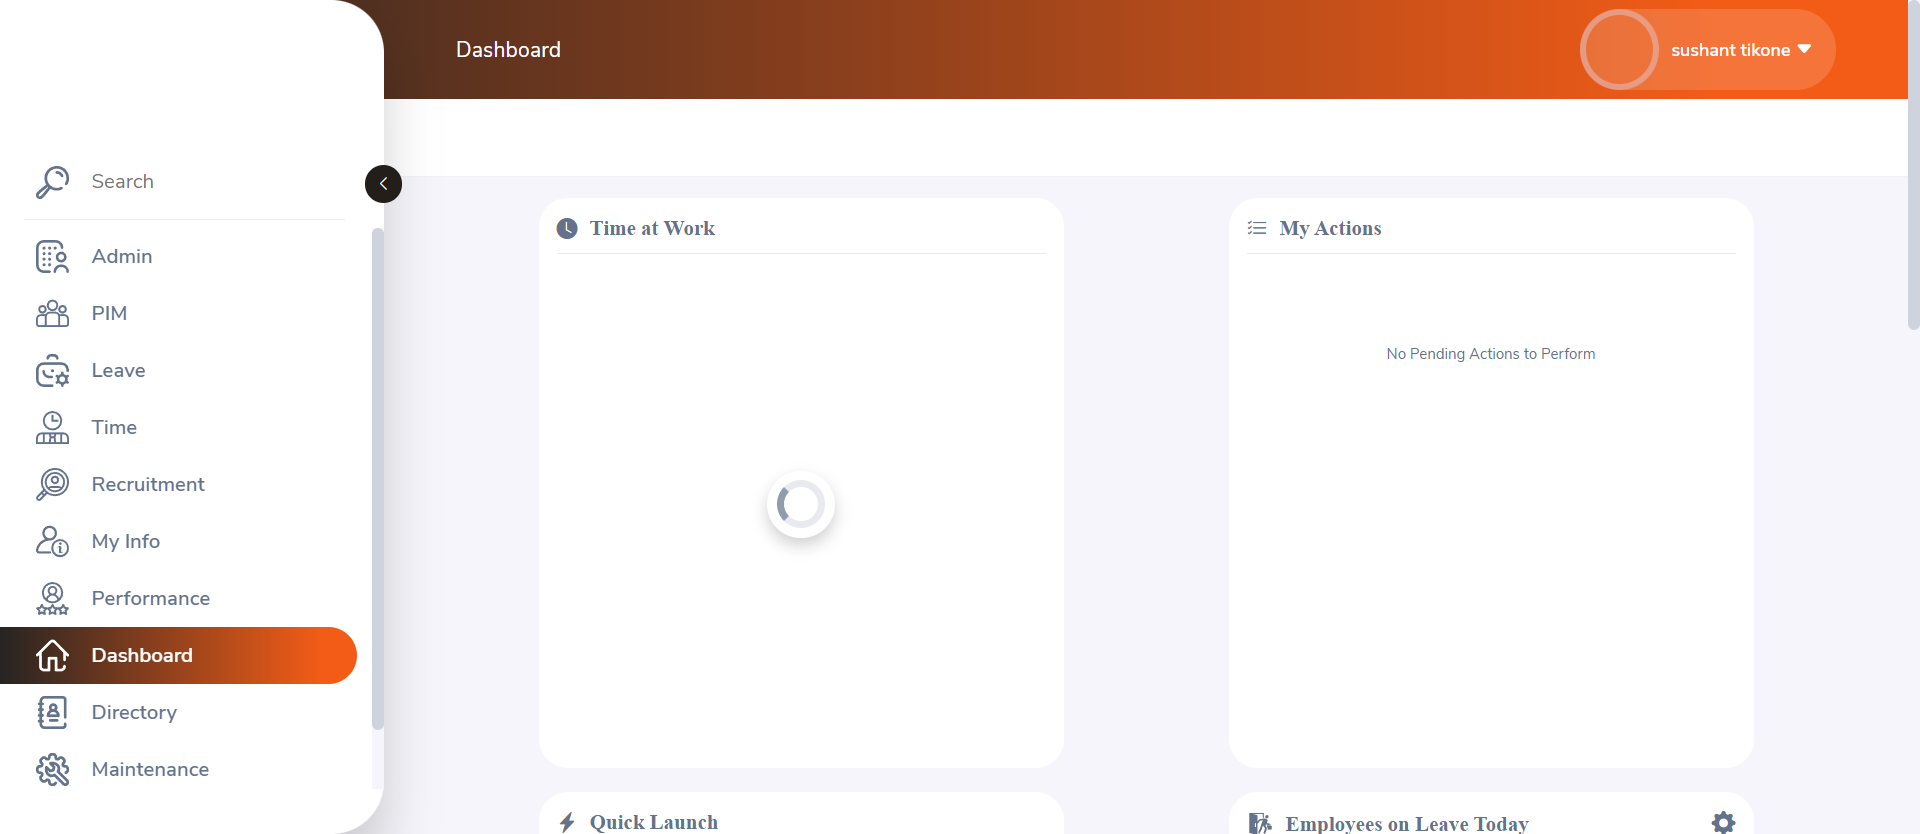 Dashboard
sushant tikone
Search
Admin
PIM
Leave
Time
Recruitment
My Info
Performance
Dashboard
Directory
Maintenance
Time at Work
My Actions
No Pending Actions to Perform
Quick Launch
Employees on Leave Today